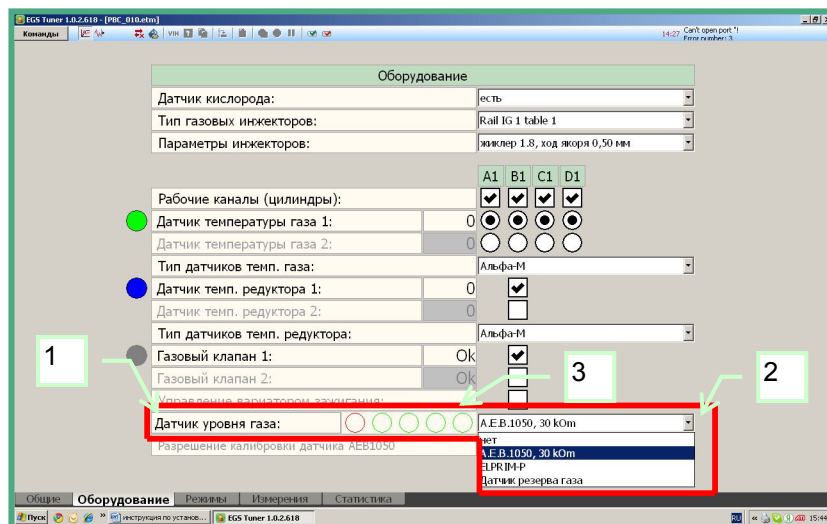 EGS Tuner 1.0.2.618 - [PBC_010.etm]
Команды VIN 14:27 Can't open port "!
Error number: 3
Оборудование
Датчик кислорода: есть
Тип газовых инжекторов: Rail IG 1 table 1
Параметры инжекторов: жиклер 1.8, ход якоря 0,50 мм
A1 B1 C1 D1
Рабочие каналы (цилиндры):
Датчик температуры газа 1: 0
Датчик температуры газа 2: 0
Тип датчиков темп. газа: Альфа-М
Датчик темп. редуктора 1: 0
Датчик темп. редуктора 2: 0
Тип датчиков темп. редуктора: Альфа-М
1 Газовый клапан 1: Ok 3 2
Газовый клапан 2: Ok
Управление вариатором зажигания:
Датчик уровня газа: A.E.B.1050, 30 kOm
нет
Разрешение калибровки датчика AEB1050 A.E.B.1050, 30 kOm
ELPRIM-P
Датчик резерва газа
Общие Оборудование Режимы Измерения Статистика
Пуск » инструкция по установ... EGS Tuner 1.0.2.618 RU « 15:44